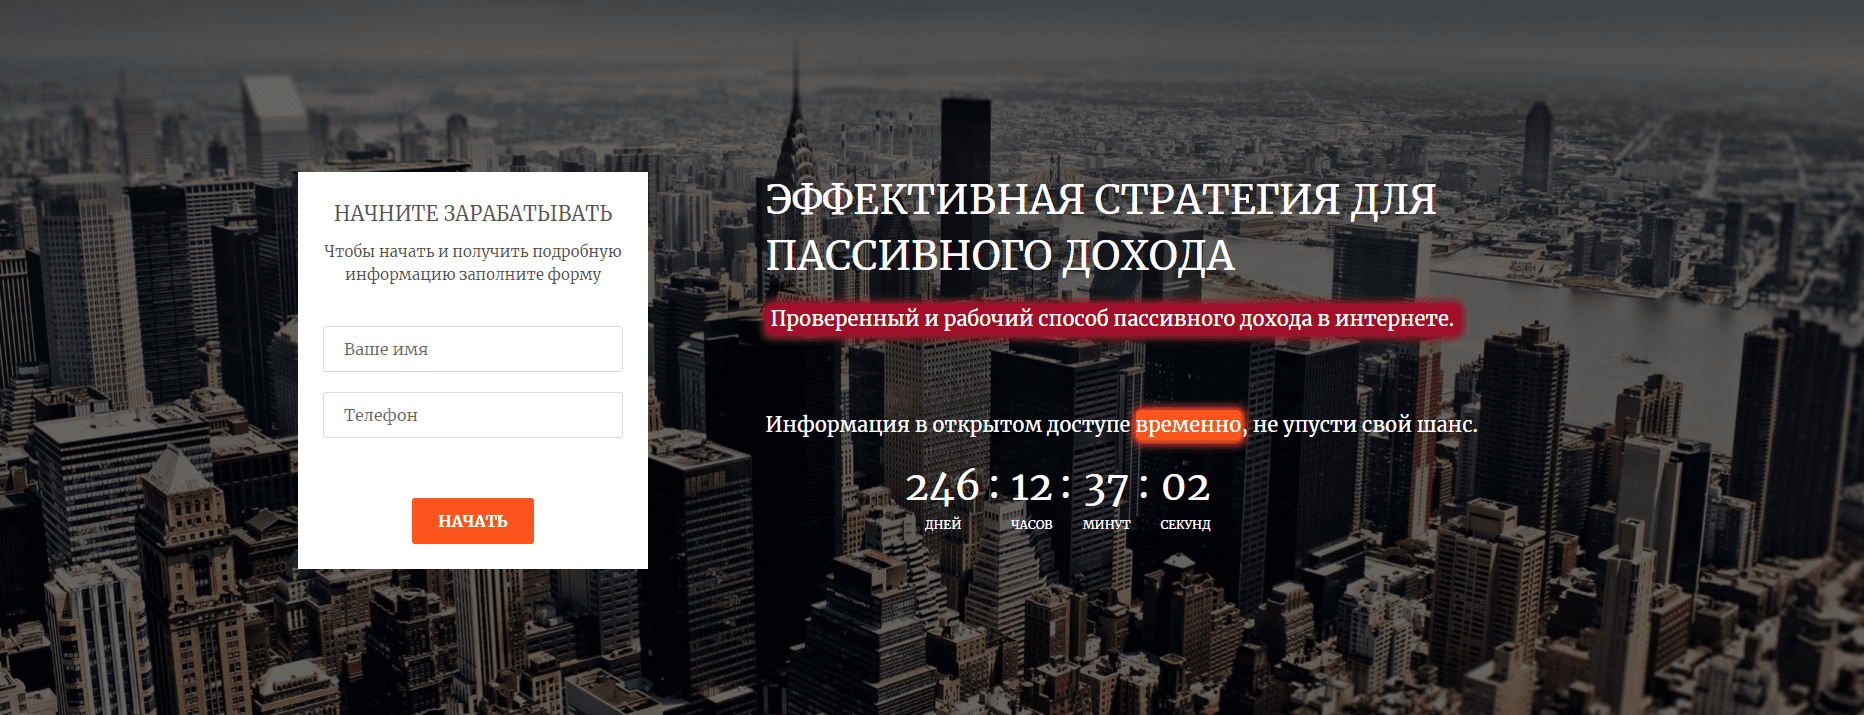 НАЧНИТЕ ЗАРАБАТЫВАТЬ
Чтобы начать и получить подробную
информацию заполните форму
Ваше имя
Телефон
НАЧАТЬ
ЭФФЕКТИВНАЯ СТРАТЕГИЯ ДЛЯ
ПАССИВНОГО ДОХОДА
Проверенный и рабочий способ пассивного дохода в интернете.
Информация в открытом доступе временно, не упусти свой шанс.
246 : 12 : 37 : 02
ДНЕЙ ЧАСОВ МИНУТ СЕКУНД